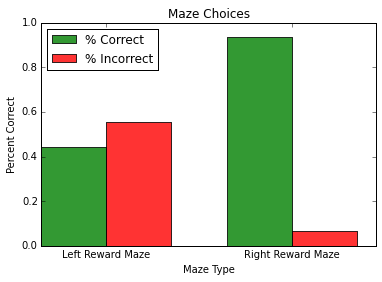 Maze Choices
% Correct
% Incorrect
Percent Correct
1.0
0.8
0.6
0.4
0.2
0.0
Left Reward Maze
Right Reward Maze
Maze Type